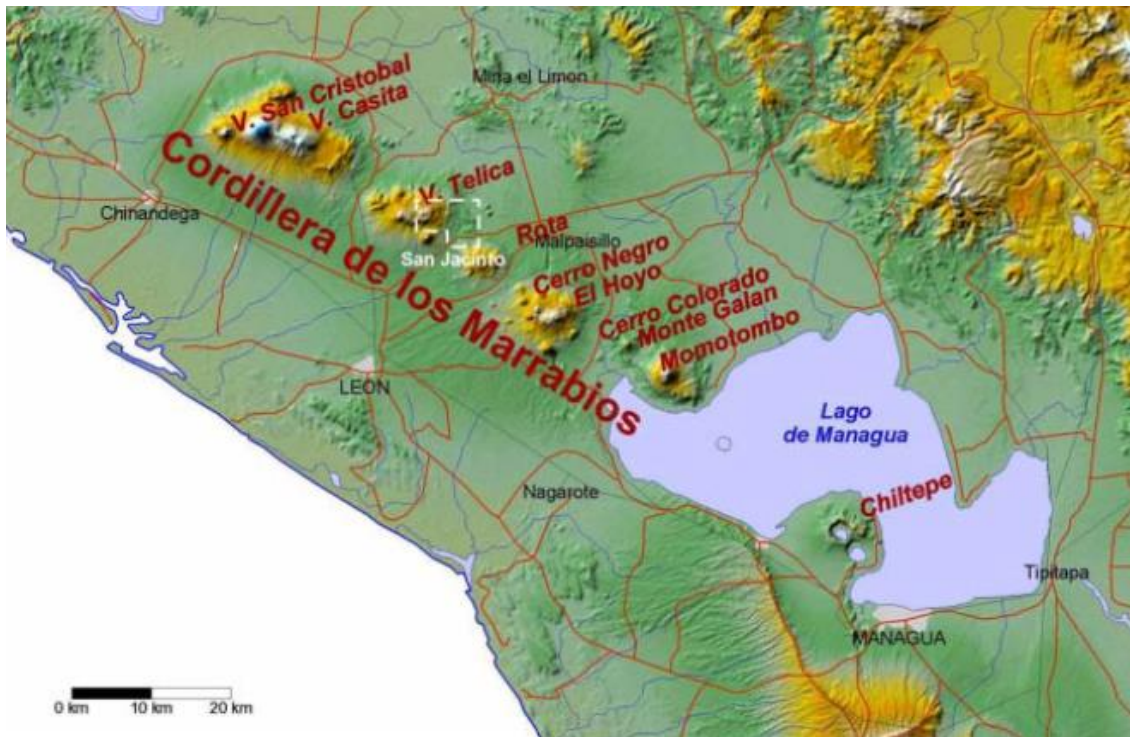 Mina el Limon
V. San Cristobal
V. Casita
Cordillera de los Marrabios
Chinandega
V. Telica
San Jacinto
Rota
Malpaisillo
Cerro Negro
El Hoyo
Cerro Colorado
Monte Galan
Momotombo
LEON
Lago
de Managua
Nagarote
Chiltepe
Tipitapa
MANAGUA
0 km 10 km 20 km